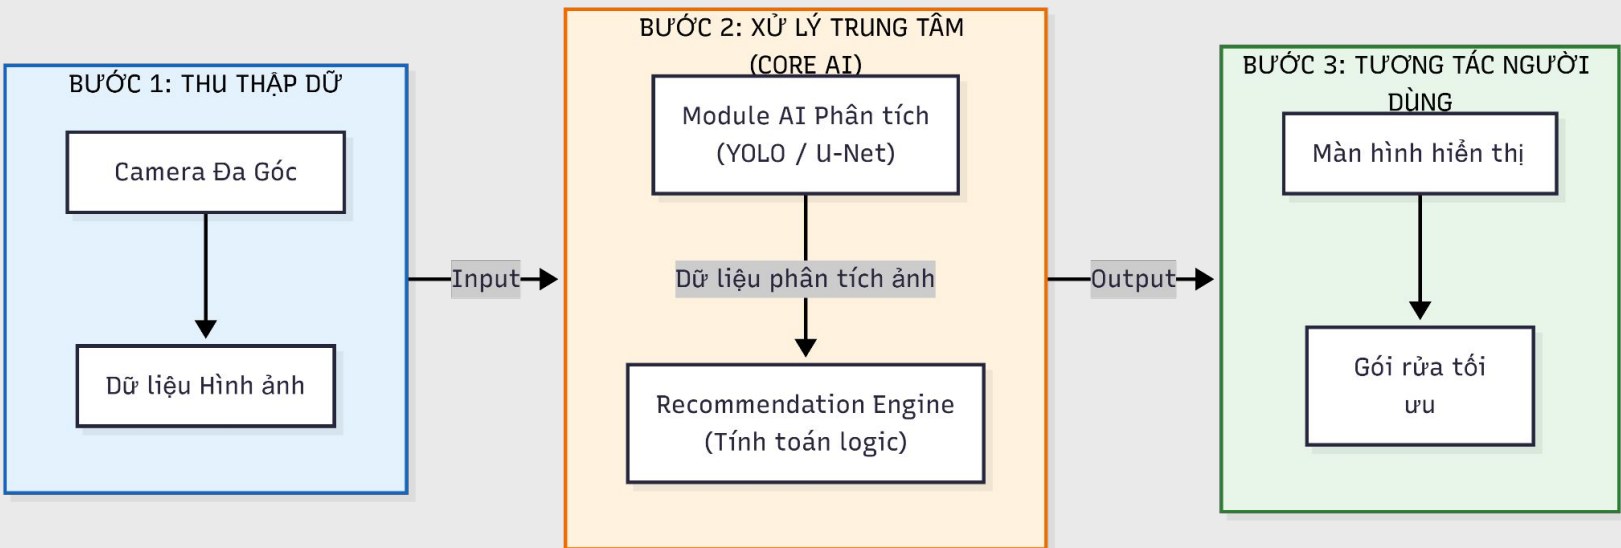 BƯỚC 1: THU THẬP DỮ
Camera Đa Góc
Dữ liệu Hình ảnh
Input
BƯỚC 2: XỬ LÝ TRUNG TÂM
(CORE AI)
Module AI Phân tích
(YOLO / U-Net)
Dữ liệu phân tích ảnh
Recommendation Engine
(Tính toán logic)
Output
BƯỚC 3: TƯƠNG TÁC NGƯỜI
DÙNG
Màn hình hiển thị
Gói rửa tối
ưu